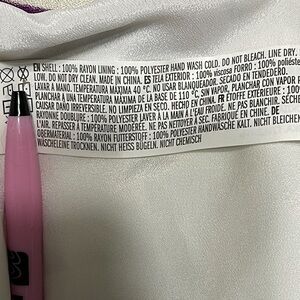 EN SHELL : 100% RAYON LINING : 100% POLYESTER HAND WASH COLD. DO NOT BLEACH. LINE DRY.
LOW. DO NOT DRY CLEAN. MADE IN CHINA. ES TELA EXTERIOR : 100% viscosa FORRO : 100% poliéste
LAVAR A MANO. TEMPERATURA MÁXIMA 40 °C. NO USAR BLANQUEADOR. SECADO EN TENDEDERO.
PLANCHAR A UNA TEMPERATURA MÁXIMA DE LA BASE DE 110 °C, SIN VAPOR, PLANCHAR CON VAPOR P
CAUSAR DAÑO IRREVERSIBLE. NO LIMPIEZA EN SECO. HECHO EN CHINA. FR ÉTOFFE EXTÉRIEURE :
RAYONNE DOUBLURE : 100% POLYESTER LAVER À LA MAIN À L'EAU FROIDE. NE PAS BLANCHIR. SÉCH
L'AIR. REPASSER À TEMPÉRATURE MODÉRÉE. NE PAS NETTOYER À SEC. FABRIQUÉ EN CHINE. DE
OBERMATERIAL : 100% RAYON FUTTERSTOFF : 100% POLYESTER HANDWÄSCHE KALT. NICHT BLEICHEN
WÄSCHELEINE TROCKNEN. NICHT HEISS BÜGELN. NICHT CHEMISCH